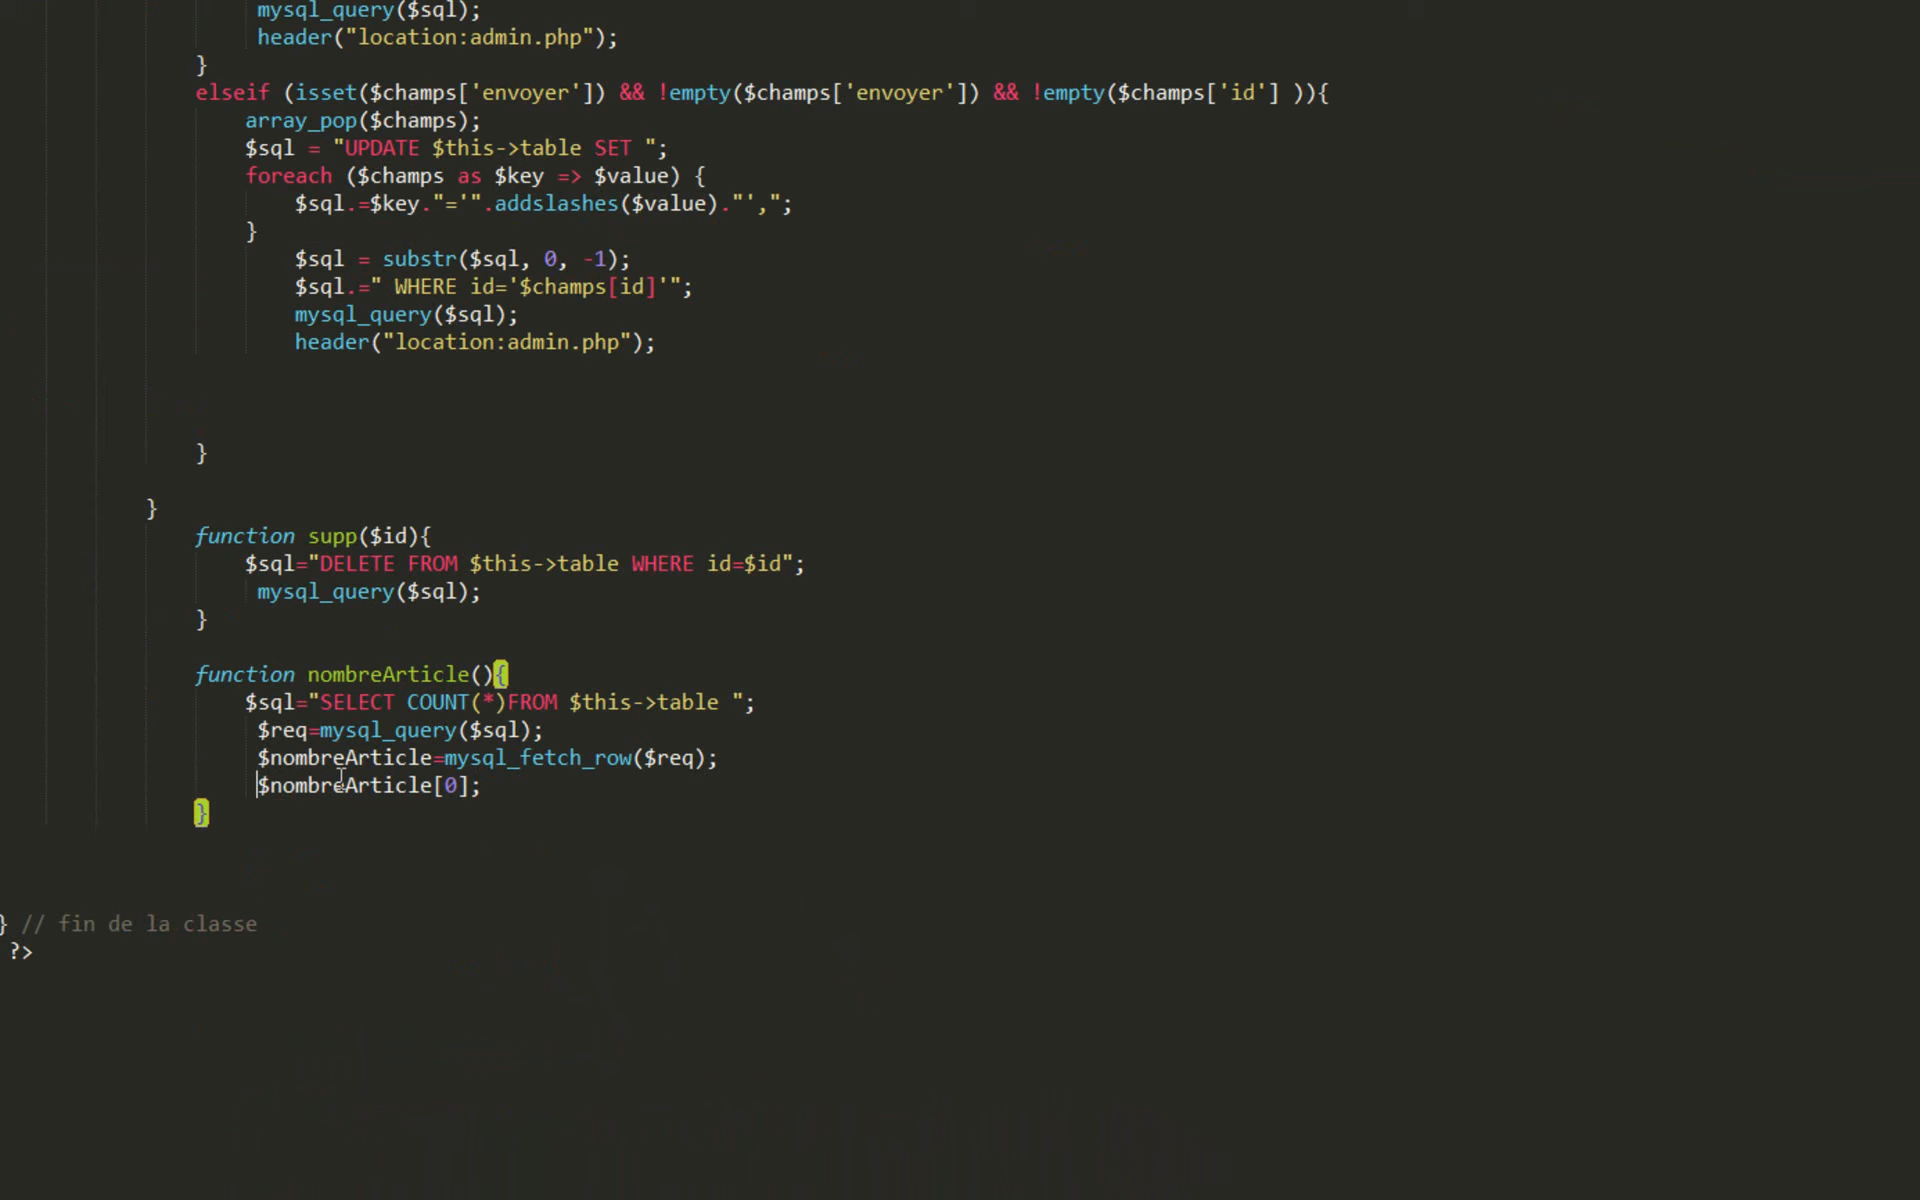 mysql_query($sql);
header("location:admin.php");
}
elseif (isset($champs['envoyer']) && !empty($champs['envoyer']) && !empty($champs['id'] )){
array_pop($champs);
$sql = "UPDATE $this->table SET ";
foreach ($champs as $key => $value) {
$sql.=$key."='".addslashes($value)."',";
}
$sql = substr($sql, 0, -1);
$sql.=" WHERE id='$champs[id]'";
mysql_query($sql);
header("location:admin.php");
}
}
function supp($id){
$sql="DELETE FROM $this->table WHERE id=$id";
mysql_query($sql);
}
function nombreArticle(){
$sql="SELECT COUNT(*)FROM $this->table ";
$req=mysql_query($sql);
$nombreArticle=mysql_fetch_row($req);
$nombreArticle[0];
}
} // fin de la classe
?>